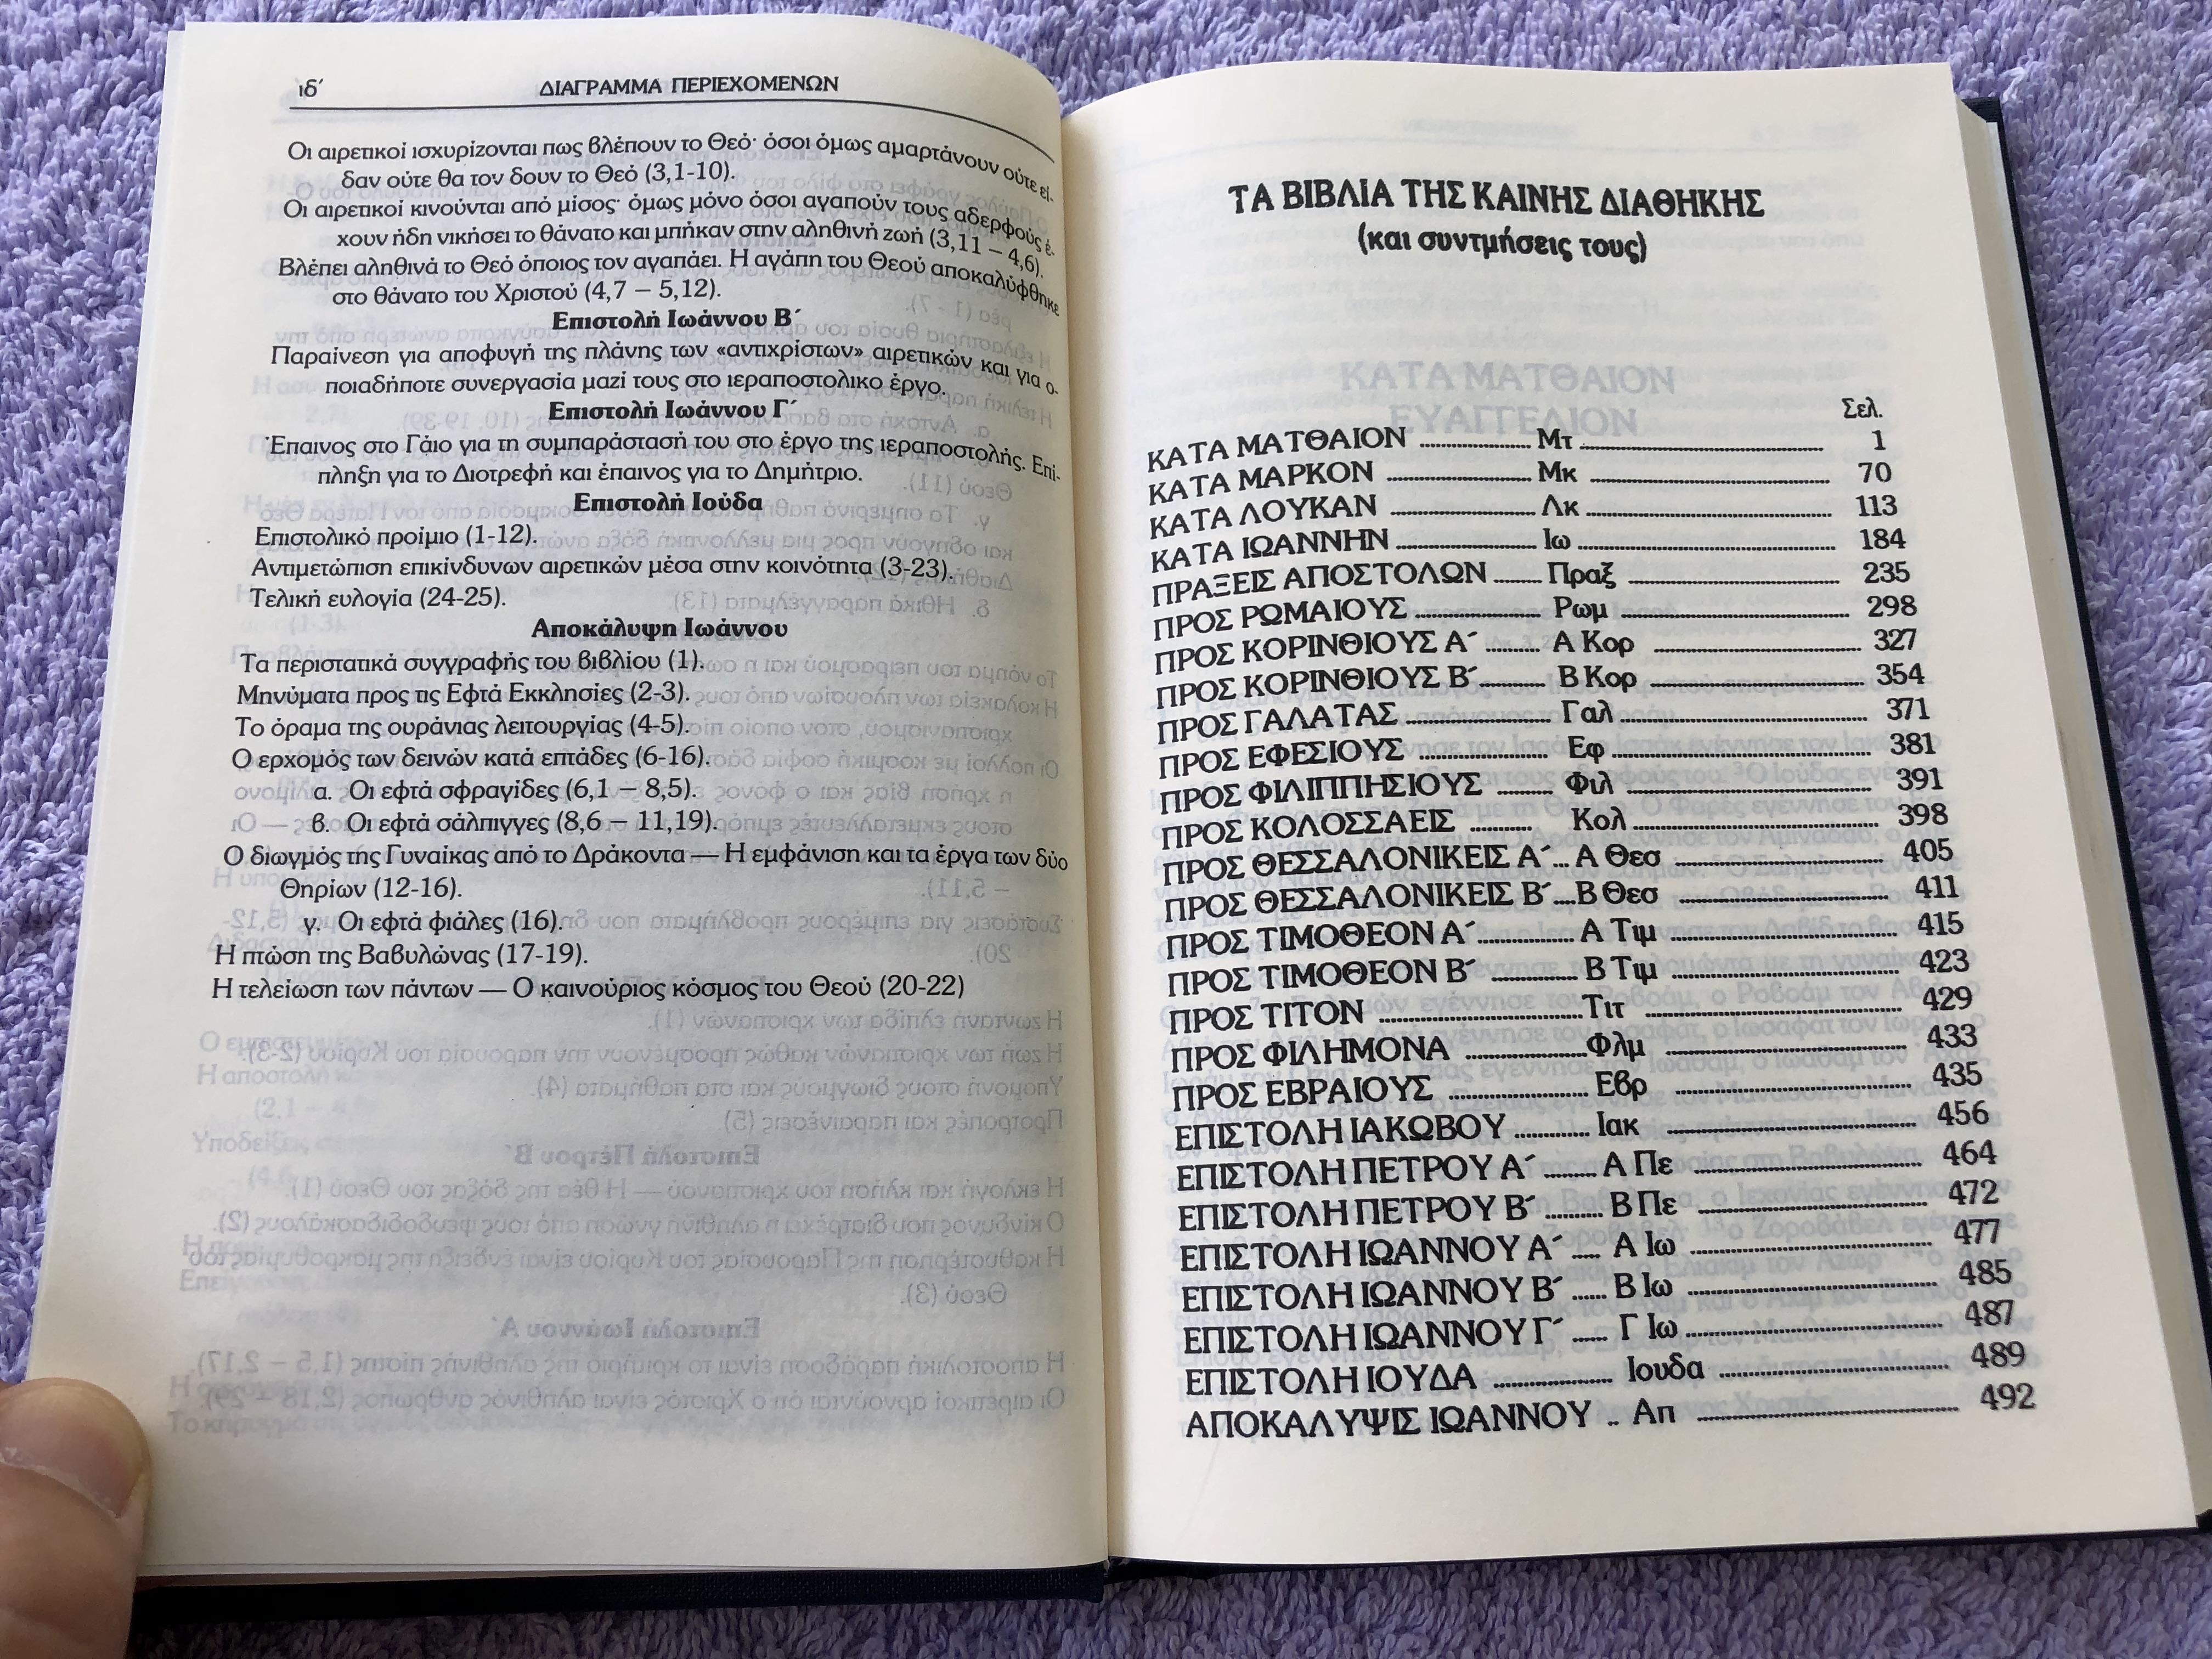 ιδ´ ΔΙΑΓΡΑΜΜΑ ΠΕΡΙΕΧΟΜΕΝΩΝ
Οι αιρετικοί ισχυρίζονται πως βλέπουν το Θεό· όσοι όμως αμαρτάνουν ούτε εί-
δαν ούτε θα τον δουν το Θεό (3,1-10).
Οι αιρετικοί κινούνται από μίσος· όμως μόνο όσοι αγαπούν τους αδερφούς έ-
χουν ήδη νικήσει το θάνατο και μπήκαν στην αληθινή ζωή (3,11 – 4,6).
Βλέπει αληθινά το Θεό όποιος τον αγαπάει. Η αγάπη του Θεού αποκαλύφθηκε
στο θάνατο του Χριστού (4,7 – 5,12).
Επιστολή Ιωάννου Β´
Παραίνεση για αποφυγή της πλάνης των «αντιχρίστων» αιρετικών και για ο-
ποιαδήποτε συνεργασία μαζί τους στο ιεραποστολικο έργο.
Επιστολή Ιωάννου Γ´
Έπαινος στο Γάιο για τη συμπαράστασή του στο έργο της ιεραποστολής. Επί-
πληξη για το Διοτρεφή και έπαινος για το Δημήτριο.
Επιστολή Ιούδα
Επιστολικό προίμιο (1-12).
Αντιμετώπιση επικίνδυνων αιρετικών μέσα στην κοινότητα (3-23).
Τελική ευλογία (24-25).
Αποκάλυψη Ιωάννου
Τα περιστατικά συγγραφής του βιβλίου (1).
Μηνύματα προς τις Εφτά Εκκλησίες (2-3).
Το όραμα της ουράνιας λειτουργίας (4-5).
Ο ερχομός των δεινών κατά επτάδες (6-16).
α. Οι εφτά σφραγίδες (6,1 – 8,5).
β. Οι εφτά σάλπιγγες (8,6 – 11,19).
Ο διωγμός της Γυναίκας από το Δράκοντα — Η εμφάνιση και τα έργα των δύο
Θηρίων (12-16).
γ. Οι εφτά φιάλες (16).
Η πτώση της Βαβυλώνας (17-19).
Η τελείωση των πάντων — Ο καινούριος κόσμος του Θεού (20-22)
ΤΑ ΒΙΒΛΙΑ ΤΗΣ ΚΑΙΝΗΣ ΔΙΑΘΗΚΗΣ
(και συντμήσεις τους)
Σελ.
ΚΑΤΑ ΜΑΤΘΑΙΟΝ ........ Μτ ........ 1
ΚΑΤΑ ΜΑΡΚΟΝ ........ Μκ ........ 70
ΚΑΤΑ ΛΟΥΚΑΝ ........ Λκ ........ 113
ΚΑΤΑ ΙΩΑΝΝΗΝ ........ Ιω ........ 184
ΠΡΑΞΕΙΣ ΑΠΟΣΤΟΛΩΝ ........ Πραξ ........ 235
ΠΡΟΣ ΡΩΜΑΙΟΥΣ ........ Ρωμ ........ 298
ΠΡΟΣ ΚΟΡΙΝΘΙΟΥΣ Α´ ........ Α Κορ ........ 327
ΠΡΟΣ ΚΟΡΙΝΘΙΟΥΣ Β´ ........ Β Κορ ........ 354
ΠΡΟΣ ΓΑΛΑΤΑΣ ........ Γαλ ........ 371
ΠΡΟΣ ΕΦΕΣΙΟΥΣ ........ Εφ ........ 381
ΠΡΟΣ ΦΙΛΙΠΠΗΣΙΟΥΣ ........ Φιλ ........ 391
ΠΡΟΣ ΚΟΛΟΣΣΑΕΙΣ ........ Κολ ........ 398
ΠΡΟΣ ΘΕΣΣΑΛΟΝΙΚΕΙΣ Α´ ... Α Θεσ ........ 405
ΠΡΟΣ ΘΕΣΣΑΛΟΝΙΚΕΙΣ Β´ .... Β Θεσ ........ 411
ΠΡΟΣ ΤΙΜΟΘΕΟΝ Α´ ........ Α Τιμ ........ 415
ΠΡΟΣ ΤΙΜΟΘΕΟΝ Β´ ........ Β Τιμ ........ 423
ΠΡΟΣ ΤΙΤΟΝ ........ Τιτ ........ 429
ΠΡΟΣ ΦΙΛΗΜΟΝΑ ........ Φλμ ........ 433
ΠΡΟΣ ΕΒΡΑΙΟΥΣ ........ Εβρ ........ 435
ΕΠΙΣΤΟΛΗ ΙΑΚΩΒΟΥ ........ Ιακ ........ 456
ΕΠΙΣΤΟΛΗ ΠΕΤΡΟΥ Α´ ........ Α Πε ........ 464
ΕΠΙΣΤΟΛΗ ΠΕΤΡΟΥ Β´ ........ Β Πε ........ 472
ΕΠΙΣΤΟΛΗ ΙΩΑΝΝΟΥ Α´ ..... Α Ιω ........ 477
ΕΠΙΣΤΟΛΗ ΙΩΑΝΝΟΥ Β´ ...... Β Ιω ........ 485
ΕΠΙΣΤΟΛΗ ΙΩΑΝΝΟΥ Γ´ ...... Γ Ιω ........ 487
ΕΠΙΣΤΟΛΗ ΙΟΥΔΑ ........ Ιουδα ........ 489
ΑΠΟΚΑΛΥΨΙΣ ΙΩΑΝΝΟΥ .. Απ ........ 492